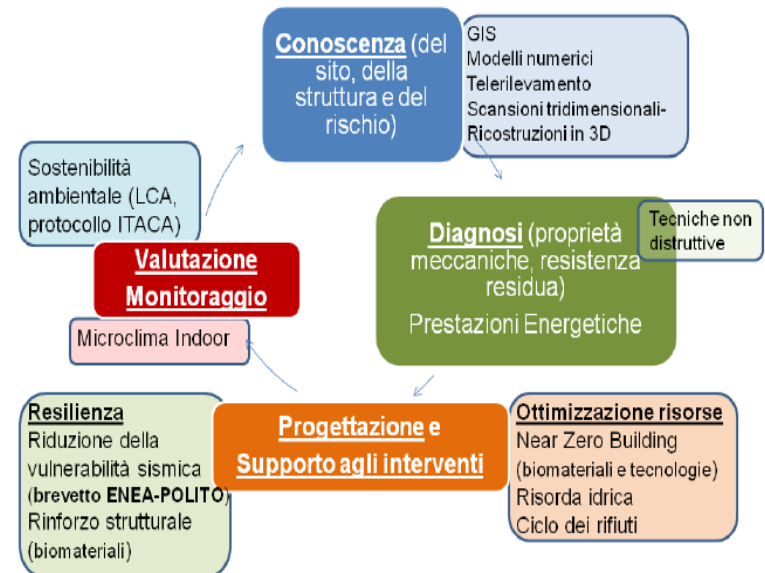 Conoscenza (del
sito, della
struttura e del
rischio)
GIS
Modelli numerici
Telerilevamento
Scansioni tridimensionali-
Ricostruzioni in 3D
Diagnosi (proprietà
meccaniche, resistenza
residua)
Prestazioni Energetiche
Tecniche non
distruttive
Progettazione e
Supporto agli interventi
Ottimizzazione risorse
Near Zero Building
(biomateriali e tecnologie)
Risorda idrica
Ciclo dei rifiuti
Resilienza
Riduzione della
vulnerabilità sismica
(brevetto ENEA-POLITO)
Rinforzo strutturale
(biomateriali)
Valutazione
Monitoraggio
Microclima Indoor
Sostenibilità
ambientale (LCA,
protocollo ITACA)